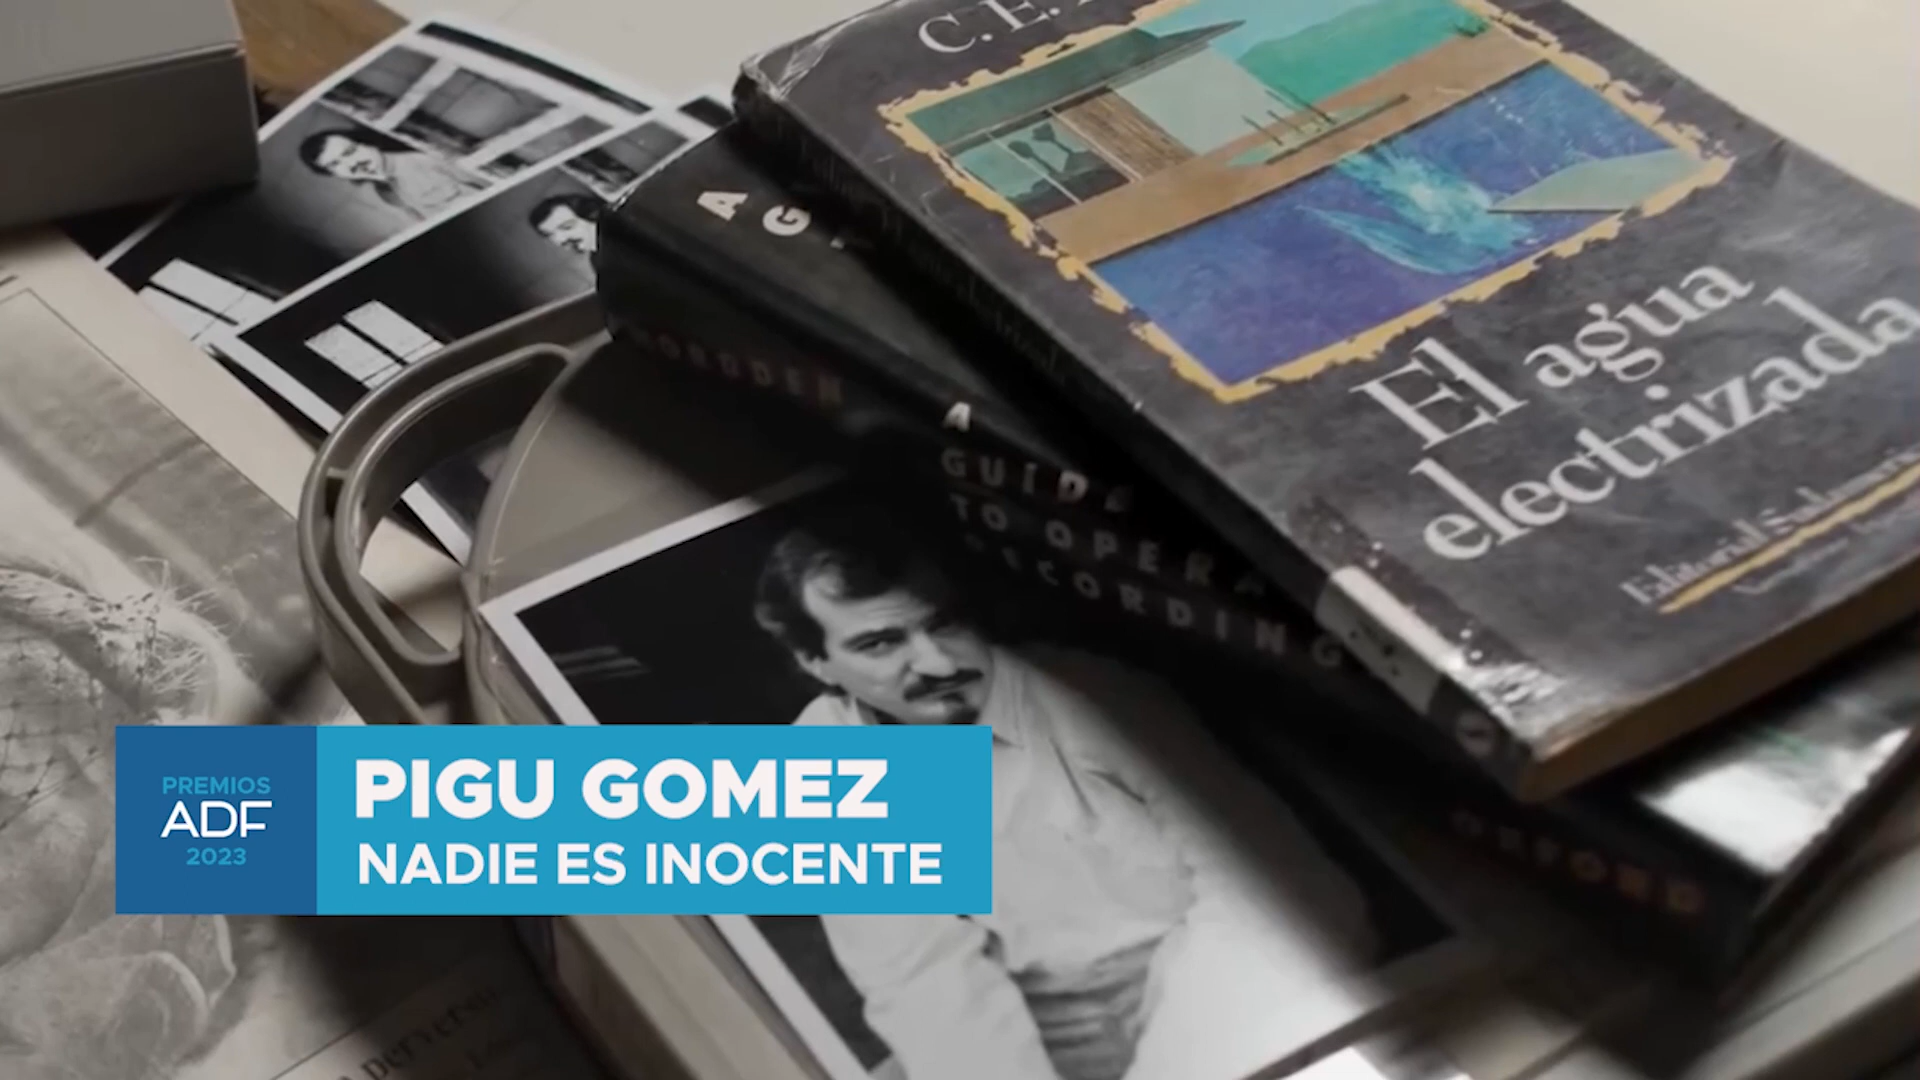 C. E.
El agua
electrizada
Editorial
A
G
A
GUIDE
TO OPERA
RECORDING
OXFORD
PREMIOS
ADF
2023
PIGU GOMEZ
NADIE ES INOCENTE